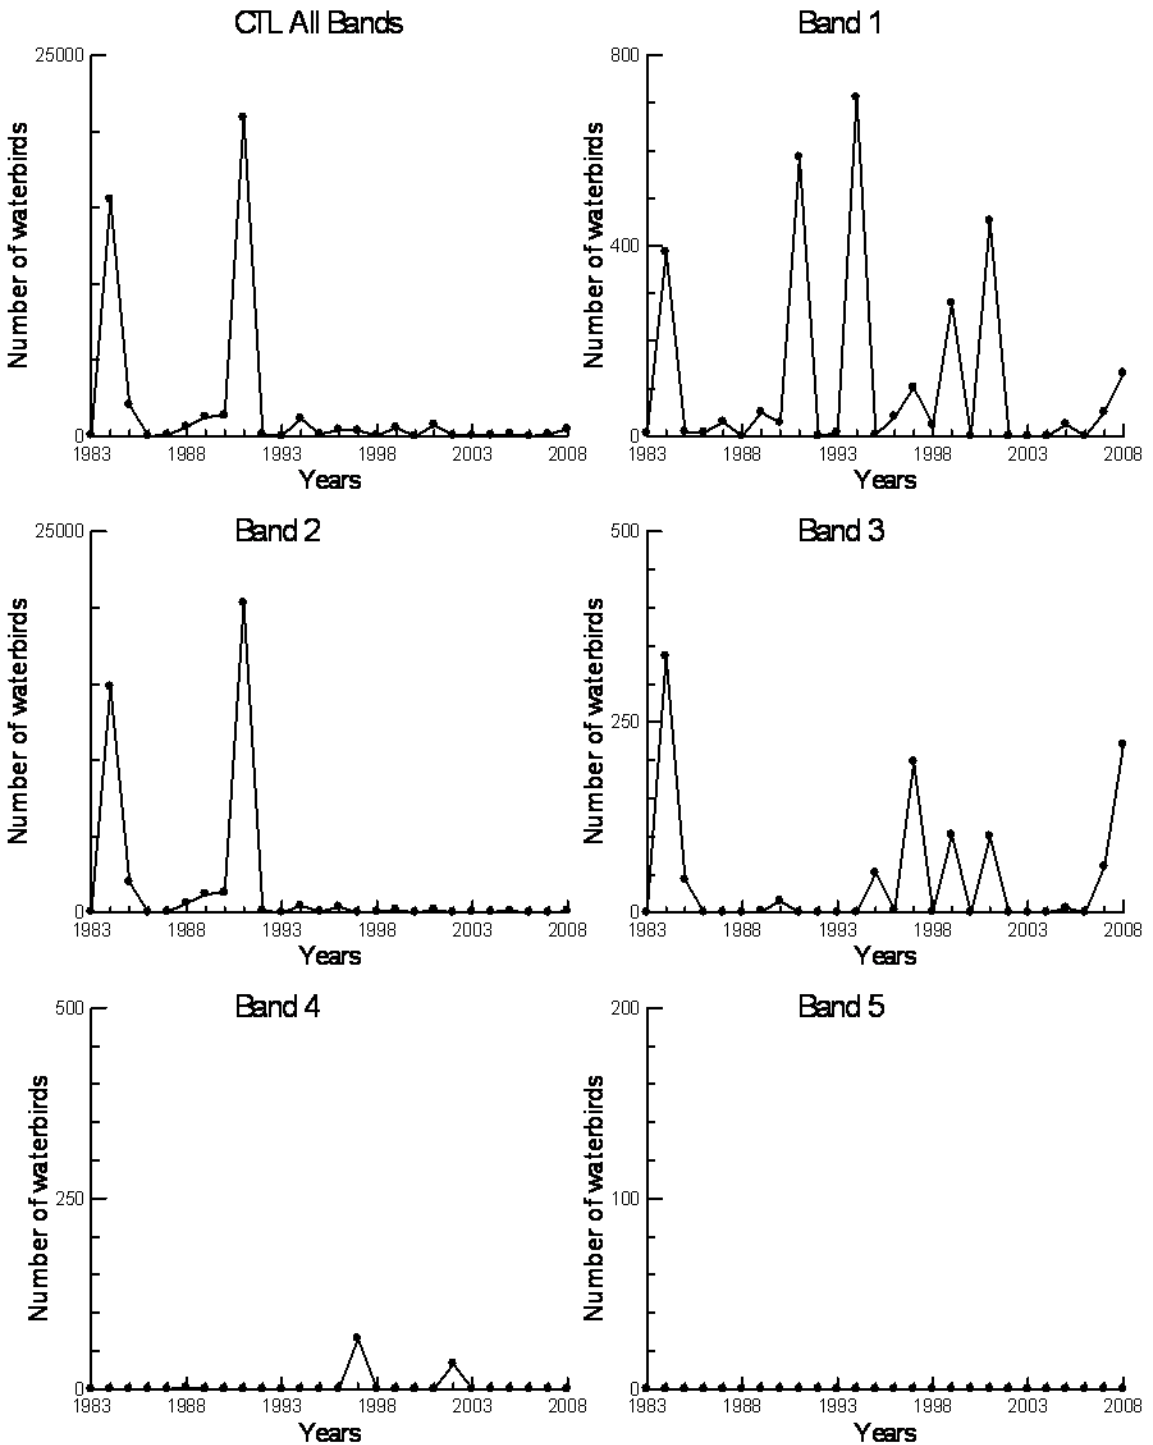 CTL All Bands
25000
0
Number of waterbirds
1983 1988 1993 1998 2003 2008
Years
Band 1
800
400
0
Number of waterbirds
1983 1988 1993 1998 2003 2008
Years
Band 2
25000
0
Number of waterbirds
1983 1988 1993 1998 2003 2008
Years
Band 3
500
250
0
Number of waterbirds
1983 1988 1993 1998 2003 2008
Years
Band 4
500
250
0
Number of waterbirds
1983 1988 1993 1998 2003 2008
Years
Band 5
200
100
0
Number of waterbirds
1983 1988 1993 1998 2003 2008
Years